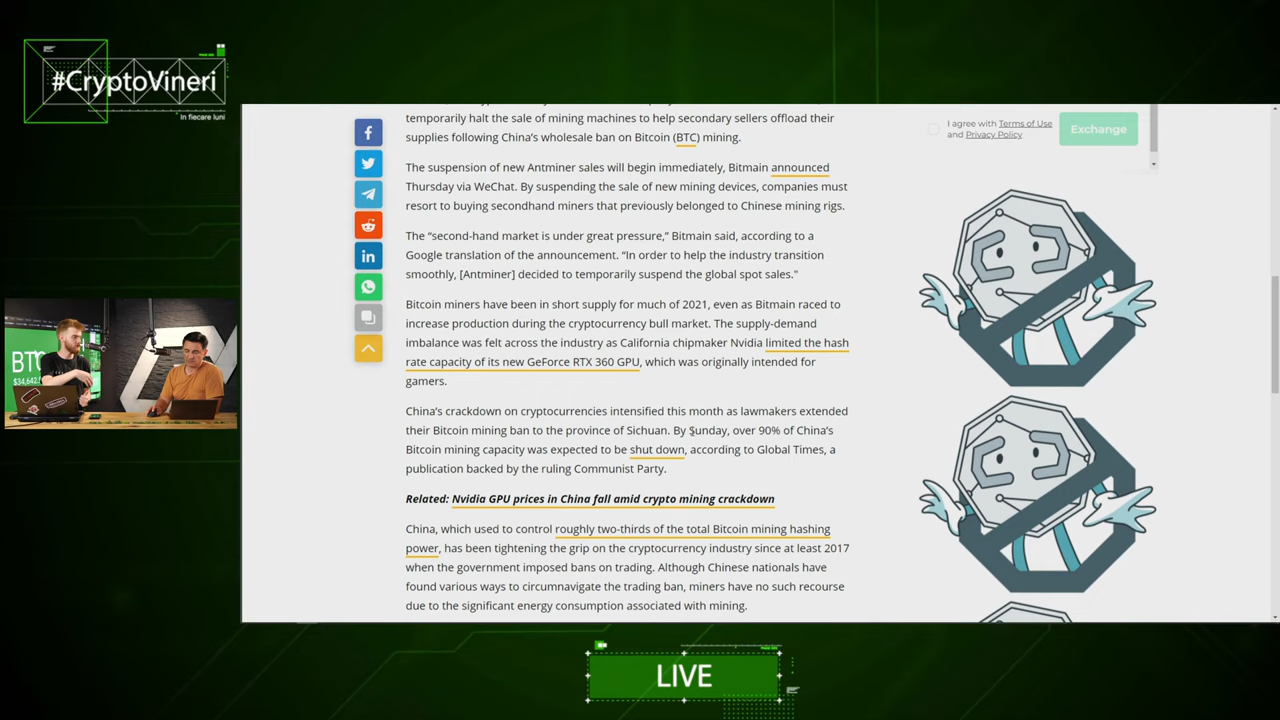 #CryptoVineri
In fiecare luni
temporarily halt the sale of mining machines to help secondary sellers offload their
supplies following China's wholesale ban on Bitcoin (BTC) mining.
The suspension of new Antminer sales will begin immediately, Bitmain announced
Thursday via WeChat. By suspending the sale of new mining devices, companies must
resort to buying secondhand miners that previously belonged to Chinese mining rigs.
The “second-hand market is under great pressure,” Bitmain said, according to a
Google translation of the announcement. “In order to help the industry transition
smoothly, [Antminer] decided to temporarily suspend the global spot sales."
Bitcoin miners have been in short supply for much of 2021, even as Bitmain raced to
increase production during the cryptocurrency bull market. The supply-demand
imbalance was felt across the industry as California chipmaker Nvidia limited the hash
rate capacity of its new GeForce RTX 360 GPU, which was originally intended for
gamers.
China's crackdown on cryptocurrencies intensified this month as lawmakers extended
their Bitcoin mining ban to the province of Sichuan. By Sunday, over 90% of China's
Bitcoin mining capacity was expected to be shut down, according to Global Times, a
publication backed by the ruling Communist Party.
Related: Nvidia GPU prices in China fall amid crypto mining crackdown
China, which used to control roughly two-thirds of the total Bitcoin mining hashing
power, has been tightening the grip on the cryptocurrency industry since at least 2017
when the government imposed bans on trading. Although Chinese nationals have
found various ways to circumnavigate the trading ban, miners have no such recourse
due to the significant energy consumption associated with mining.
I agree with Terms of Use
and Privacy Policy
Exchange
BTC
LIVE